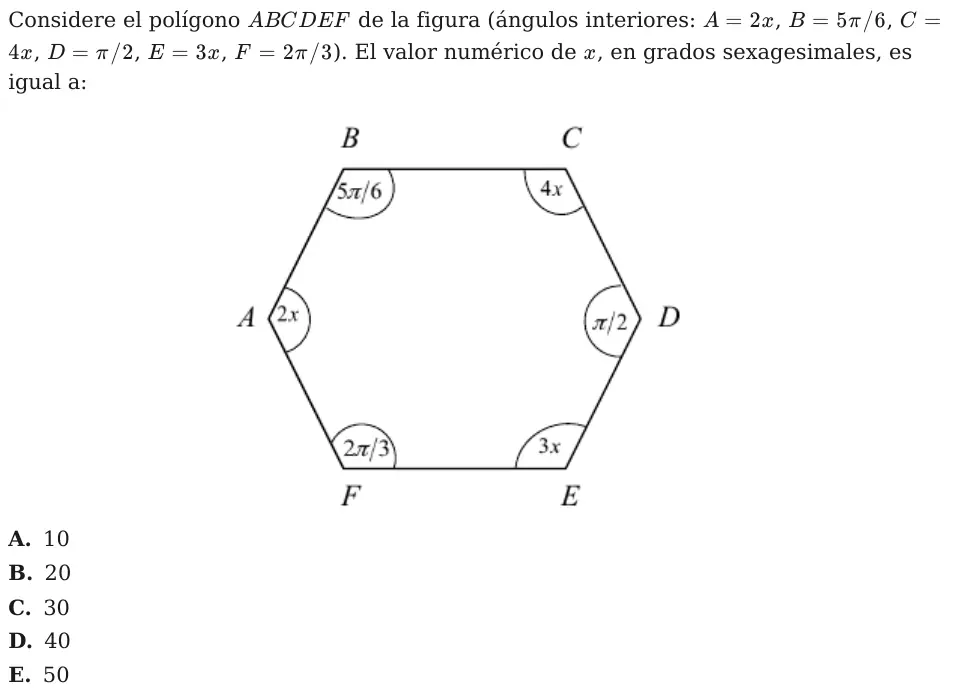 Considere el polígono ABCDEF de la figura (ángulos interiores: A = 2x, B = 5π/6, C =
4x, D = π/2, E = 3x, F = 2π/3). El valor numérico de x, en grados sexagesimales, es
igual a:
B C
5π/6 4x
A 2x π/2 D
2π/3 3x
F E
A. 10
B. 20
C. 30
D. 40
E. 50